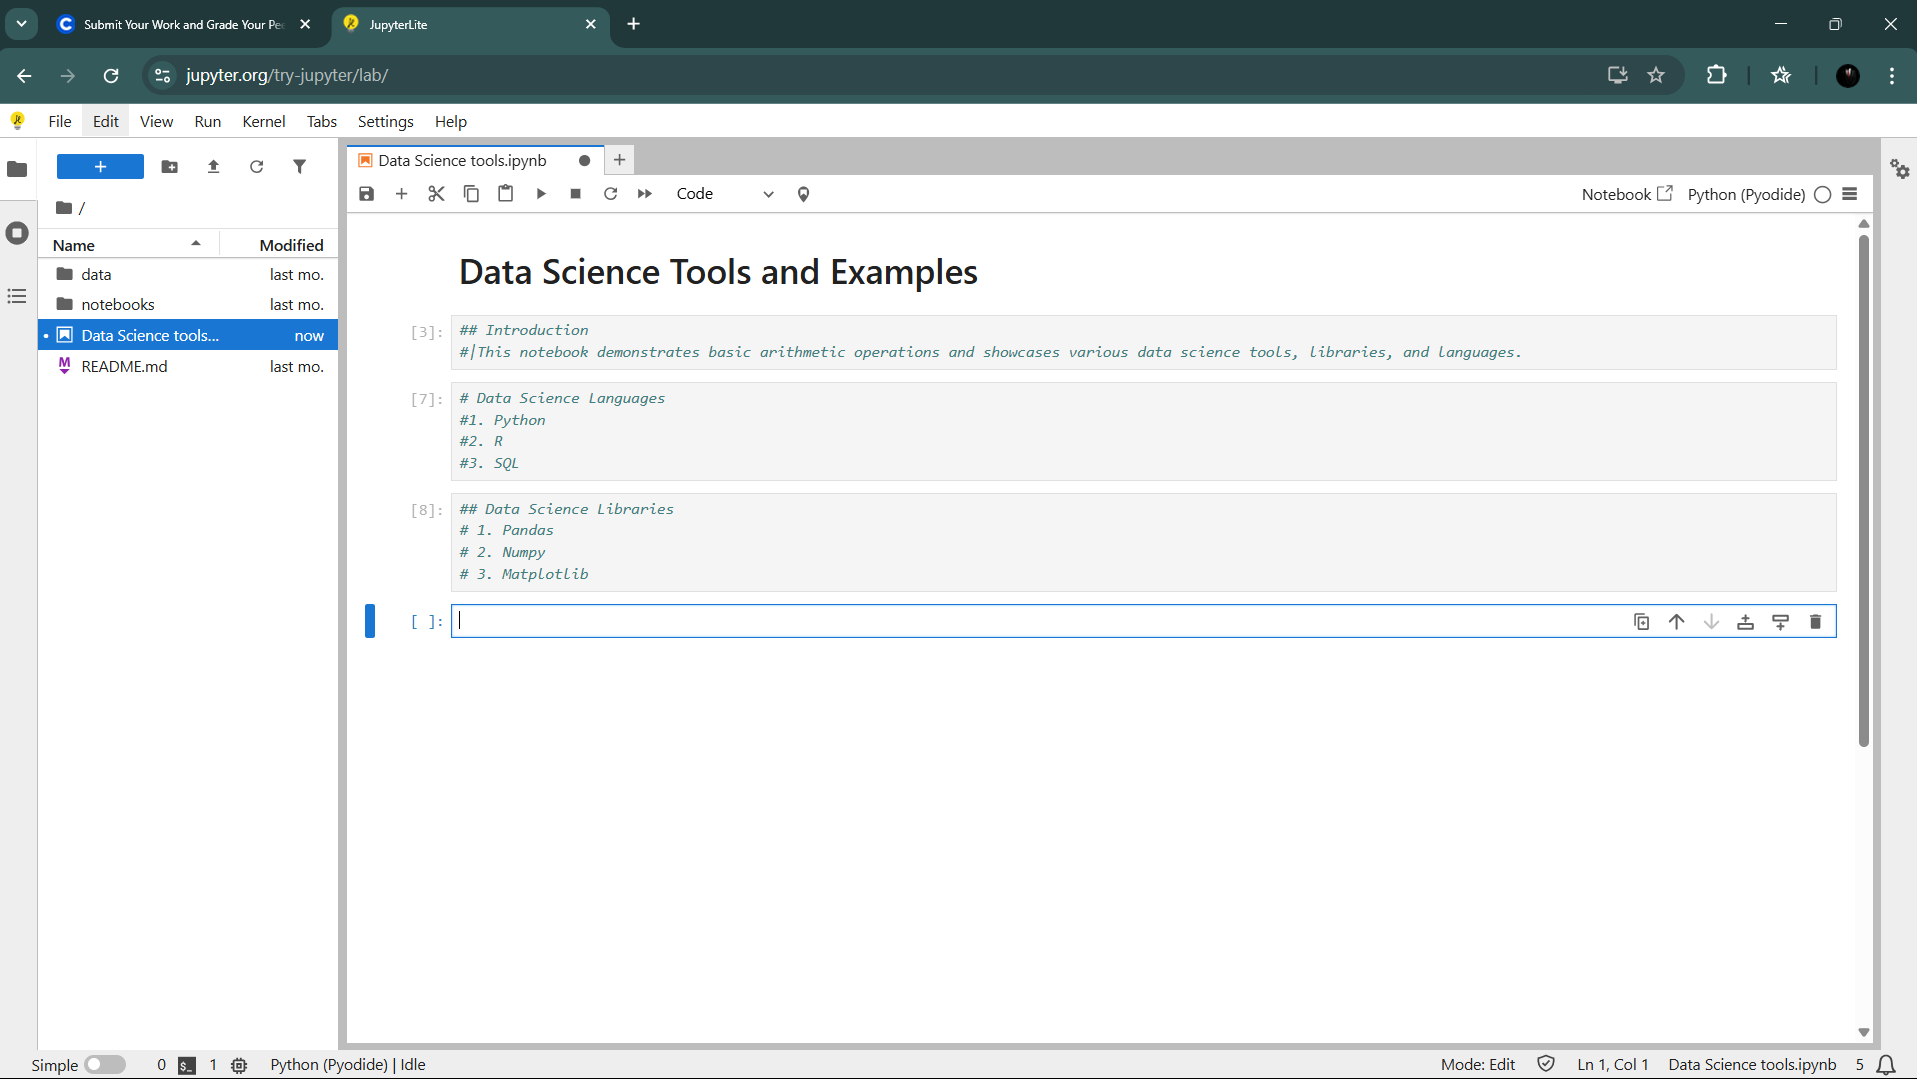 Submit Your Work and Grade Your Pee
JupyterLite
jupyter.org/try-jupyter/lab/
File Edit View Run Kernel Tabs Settings Help
Data Science tools.ipynb
Code
Notebook
Python (Pyodide)
/
Name Modified
data last mo.
notebooks last mo.
Data Science tools... now
README.md last mo.
Data Science Tools and Examples
[3]:
## Introduction
#|This notebook demonstrates basic arithmetic operations and showcases various data science tools, libraries, and languages.
[7]:
# Data Science Languages
#1. Python
#2. R
#3. SQL
[8]:
## Data Science Libraries
# 1. Pandas
# 2. Numpy
# 3. Matplotlib
[ ]:
Simple 0 1 Python (Pyodide) | Idle
Mode: Edit Ln 1, Col 1 Data Science tools.ipynb 5